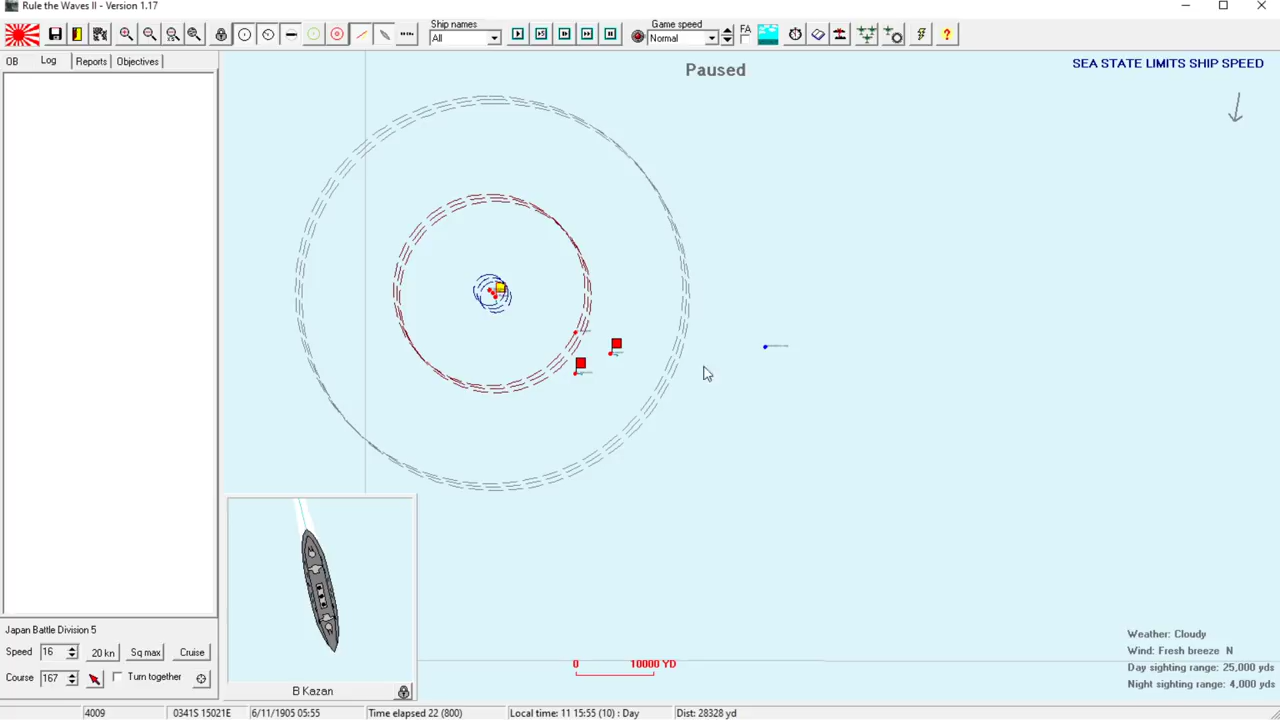 Rule the Waves II - Version 1.17
Ship names
All
Game speed
Normal
FA
OB
Log
Reports
Objectives
Paused
SEA STATE LIMITS SHIP SPEED
Japan Battle Division 5
Speed
16
20 kn
Sq max
Cruise
Course
167
Turn together
B Kazan
0
10000 YD
Weather: Cloudy
Wind: Fresh breeze N
Day sighting range: 25,000 yds
Night sighting range: 4,000 yds
4009
0341S 15021E
6/11/1905 05:55
Time elapsed 22 (800)
Local time: 11 15:55 (10) : Day
Dist: 28328 yd